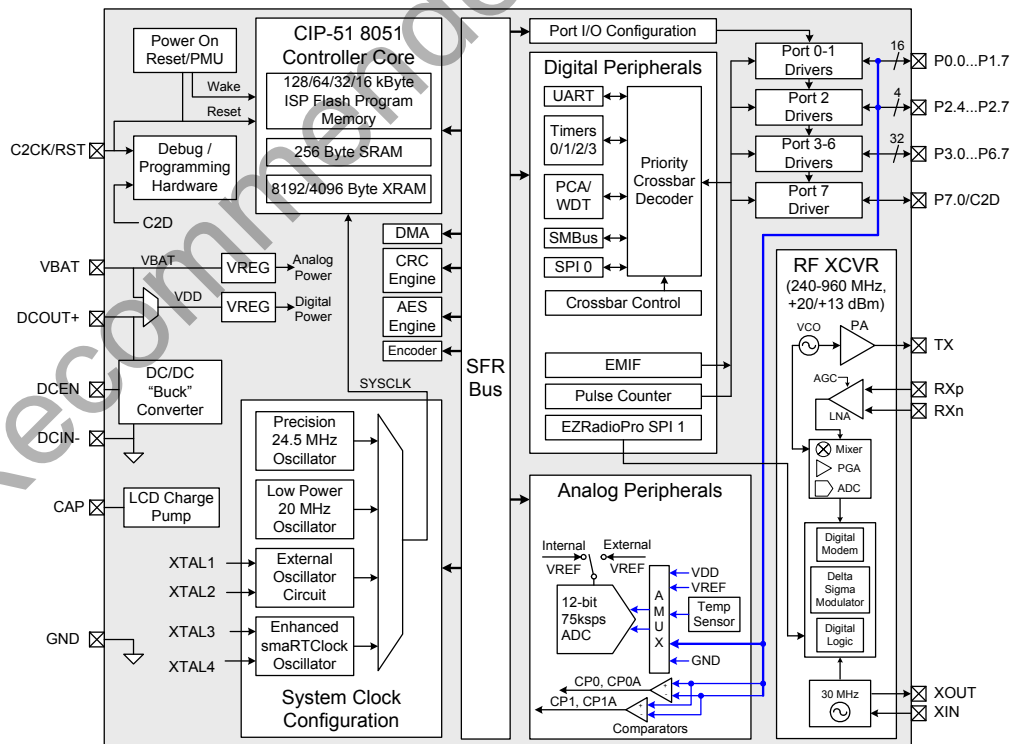 Recommende
Power On
Reset/PMU
Wake
Reset
C2CK/RST
Debug /
Programming
Hardware
C2D
CIP-51 8051
Controller Core
128/64/32/16 kByte
ISP Flash Program
Memory
256 Byte SRAM
8192/4096 Byte XRAM
DMA
CRC
Engine
AES
Engine
Encoder
VBAT
VBAT
VREG
Analog
Power
VDD
VREG
Digital
Power
DCOUT+
DCEN
DC/DC
“Buck”
Converter
DCIN-
CAP
LCD Charge
Pump
XTAL1
XTAL2
GND
XTAL3
XTAL4
SYSCLK
Precision
24.5 MHz
Oscillator
Low Power
20 MHz
Oscillator
External
Oscillator
Circuit
Enhanced
smaRTClock
Oscillator
System Clock
Configuration
SFR
Bus
Port I/O Configuration
Digital Peripherals
UART
Timers
0/1/2/3
PCA/
WDT
SMBus
SPI 0
Priority
Crossbar
Decoder
Crossbar Control
EMIF
Pulse Counter
EZRadioPro SPI 1
Port 0-1
Drivers
Port 2
Drivers
Port 3-6
Drivers
Port 7
Driver
16
P0.0...P1.7
4
P2.4...P2.7
32
P3.0...P6.7
P7.0/C2D
Analog Peripherals
Internal
VREF
External
VREF
12-bit
75ksps
ADC
A
M
U
X
VDD
VREF
Temp
Sensor
GND
CP0, CP0A
+
-
CP1, CP1A
+
-
Comparators
RF XCVR
(240-960 MHz,
+20/+13 dBm)
VCO
PA
TX
AGC
LNA
RXp
RXn
Mixer
PGA
ADC
Digital
Modem
Delta
Sigma
Modulator
Digital
Logic
30 MHz
XOUT
XIN